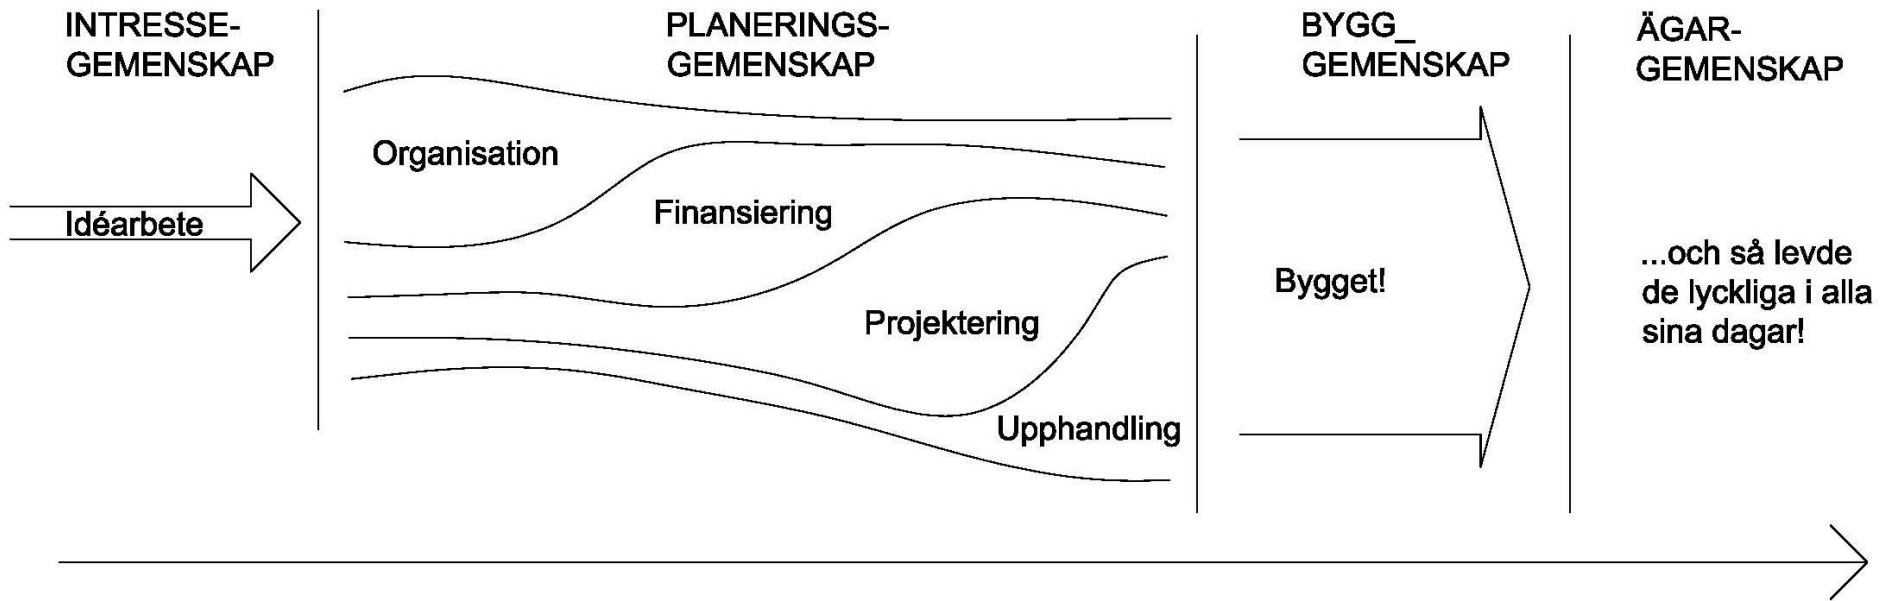 INTRESSE-
GEMENSKAP
PLANERINGS-
GEMENSKAP
BYGG_
GEMENSKAP
ÄGAR-
GEMENSKAP
Idéarbete
Organisation
Finansiering
Projektering
Upphandling
Bygget!
...och så levde
de lyckliga i alla
sina dagar!